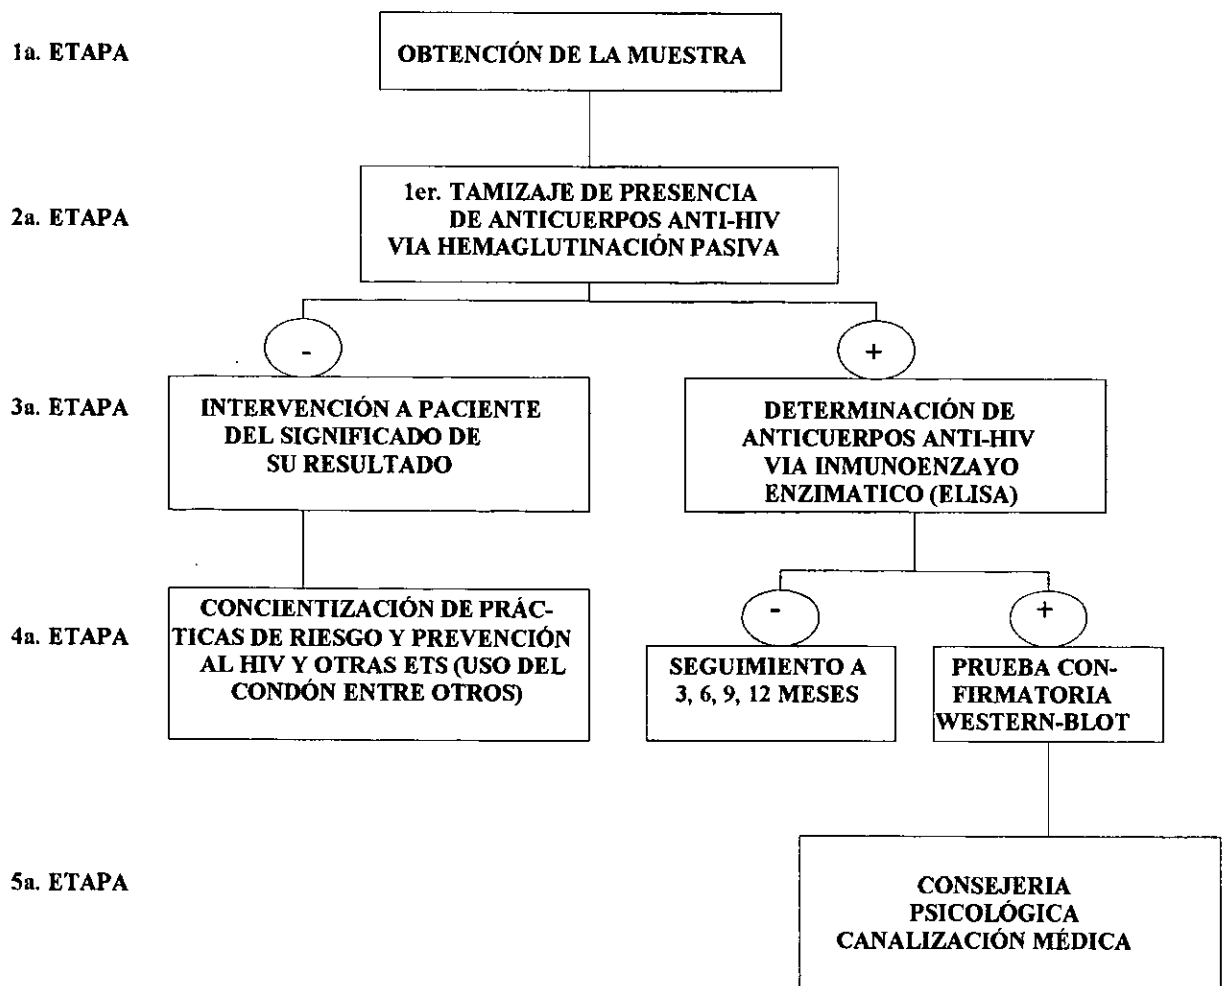 1a. ETAPA
OBTENCIÓN DE LA MUESTRA
2a. ETAPA
1er. TAMIZAJE DE PRESENCIA
DE ANTICUERPOS ANTI-HIV
VIA HEMAGLUTINACIÓN PASIVA
-
+
3a. ETAPA
INTERVENCIÓN A PACIENTE
DEL SIGNIFICADO DE
SU RESULTADO
DETERMINACIÓN DE
ANTICUERPOS ANTI-HIV
VIA INMUNOENZAYO
ENZIMATICO (ELISA)
-
+
4a. ETAPA
CONCIENTIZACIÓN DE PRÁC-
TICAS DE RIESGO Y PREVENCIÓN
AL HIV Y OTRAS ETS (USO DEL
CONDÓN ENTRE OTROS)
SEGUIMIENTO A
3, 6, 9, 12 MESES
PRUEBA CON-
FIRMATORIA
WESTERN-BLOT
5a. ETAPA
CONSEJERIA
PSICOLÓGICA
CANALIZACIÓN MÉDICA